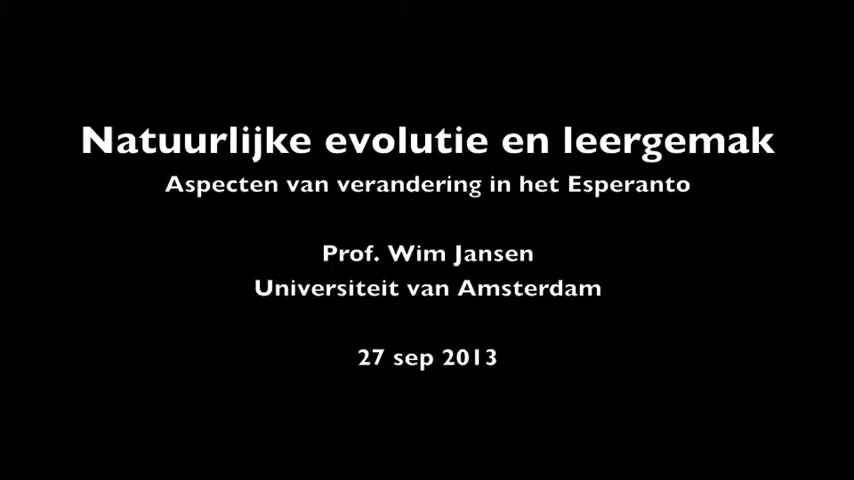 Natuurlijke evolutie en leergemak
Aspecten van verandering in het Esperanto
Prof. Wim Jansen
Universiteit van Amsterdam
27 sep 2013